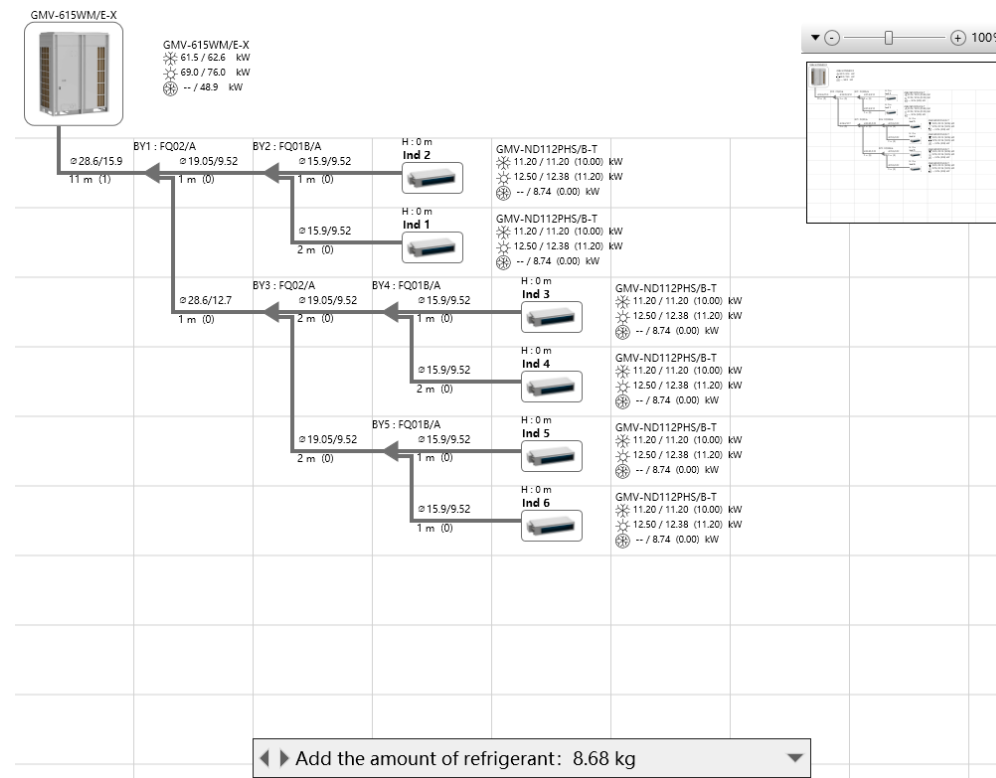 GMV-615WM/E-X
GMV-615WM/E-X
61.5 / 62.6 kW
69.0 / 76.0 kW
-- / 48.9 kW
100%
BY1 : FQ02/A
BY2 : FQ01B/A
H : 0 m
Ind 2
GMV-ND112PHS/B-T
⌀28.6/15.9
⌀19.05/9.52
⌀15.9/9.52
11.20 / 11.20 (10.00) kW
11 m (1)
1 m (0)
1 m (0)
12.50 / 12.38 (11.20) kW
-- / 8.74 (0.00) kW
H : 0 m
Ind 1
GMV-ND112PHS/B-T
⌀15.9/9.52
11.20 / 11.20 (10.00) kW
2 m (0)
12.50 / 12.38 (11.20) kW
-- / 8.74 (0.00) kW
BY3 : FQ02/A
BY4 : FQ01B/A
H : 0 m
Ind 3
GMV-ND112PHS/B-T
⌀28.6/12.7
⌀19.05/9.52
⌀15.9/9.52
11.20 / 11.20 (10.00) kW
1 m (0)
2 m (0)
1 m (0)
12.50 / 12.38 (11.20) kW
-- / 8.74 (0.00) kW
H : 0 m
Ind 4
GMV-ND112PHS/B-T
⌀15.9/9.52
11.20 / 11.20 (10.00) kW
2 m (0)
12.50 / 12.38 (11.20) kW
-- / 8.74 (0.00) kW
BY5 : FQ01B/A
H : 0 m
Ind 5
GMV-ND112PHS/B-T
⌀19.05/9.52
⌀15.9/9.52
11.20 / 11.20 (10.00) kW
2 m (0)
1 m (0)
12.50 / 12.38 (11.20) kW
-- / 8.74 (0.00) kW
H : 0 m
Ind 6
GMV-ND112PHS/B-T
⌀15.9/9.52
11.20 / 11.20 (10.00) kW
1 m (0)
12.50 / 12.38 (11.20) kW
-- / 8.74 (0.00) kW
Add the amount of refrigerant: 8.68 kg